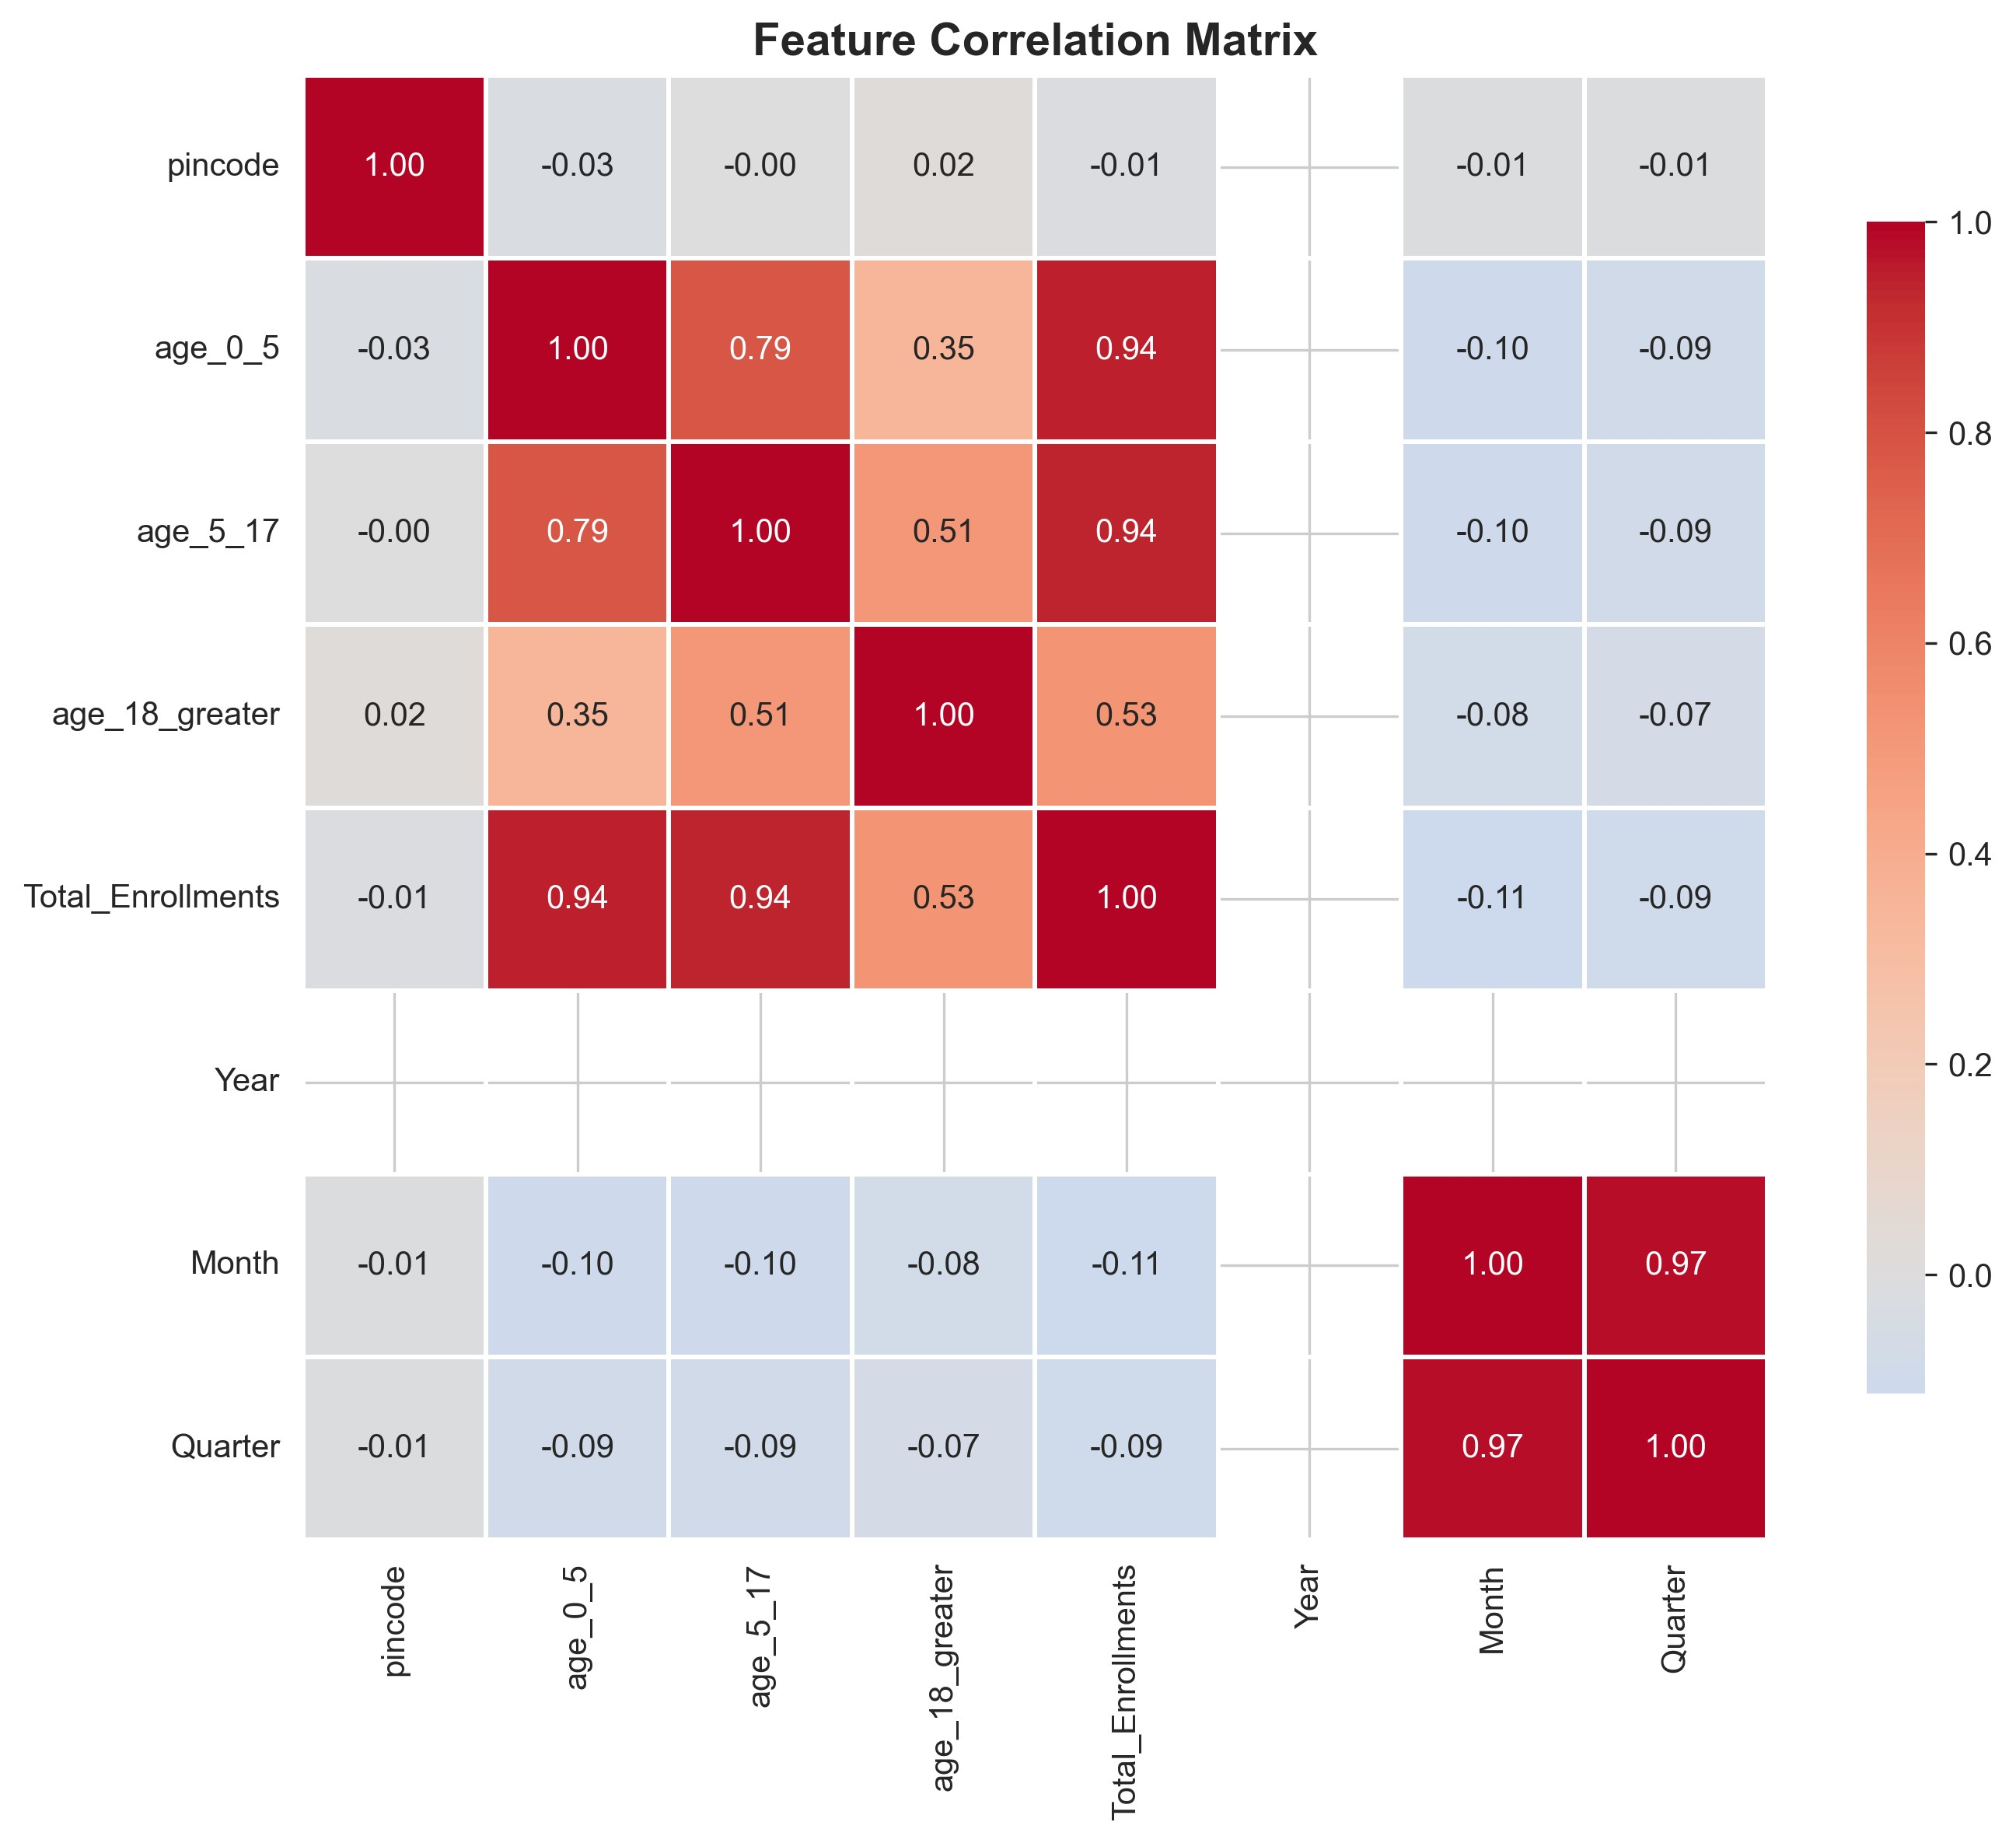 Feature Correlation Matrix
pincode 1.00 -0.03 -0.00 0.02 -0.01 -0.01 -0.01
age_0_5 -0.03 1.00 0.79 0.35 0.94 -0.10 -0.09
age_5_17 -0.00 0.79 1.00 0.51 0.94 -0.10 -0.09
age_18_greater 0.02 0.35 0.51 1.00 0.53 -0.08 -0.07
Total_Enrollments -0.01 0.94 0.94 0.53 1.00 -0.11 -0.09
Year
Month -0.01 -0.10 -0.10 -0.08 -0.11 1.00 0.97
Quarter -0.01 -0.09 -0.09 -0.07 -0.09 0.97 1.00
pincode
age_0_5
age_5_17
age_18_greater
Total_Enrollments
Year
Month
Quarter
1.0
0.8
0.6
0.4
0.2
0.0